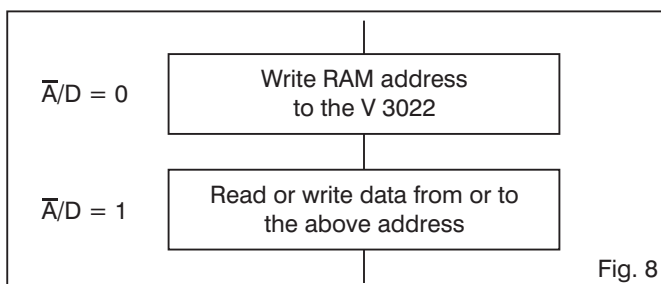 A̅/D = 0
Write RAM address
to the V 3022
A̅/D = 1
Read or write data from or to
the above address
Fig. 8